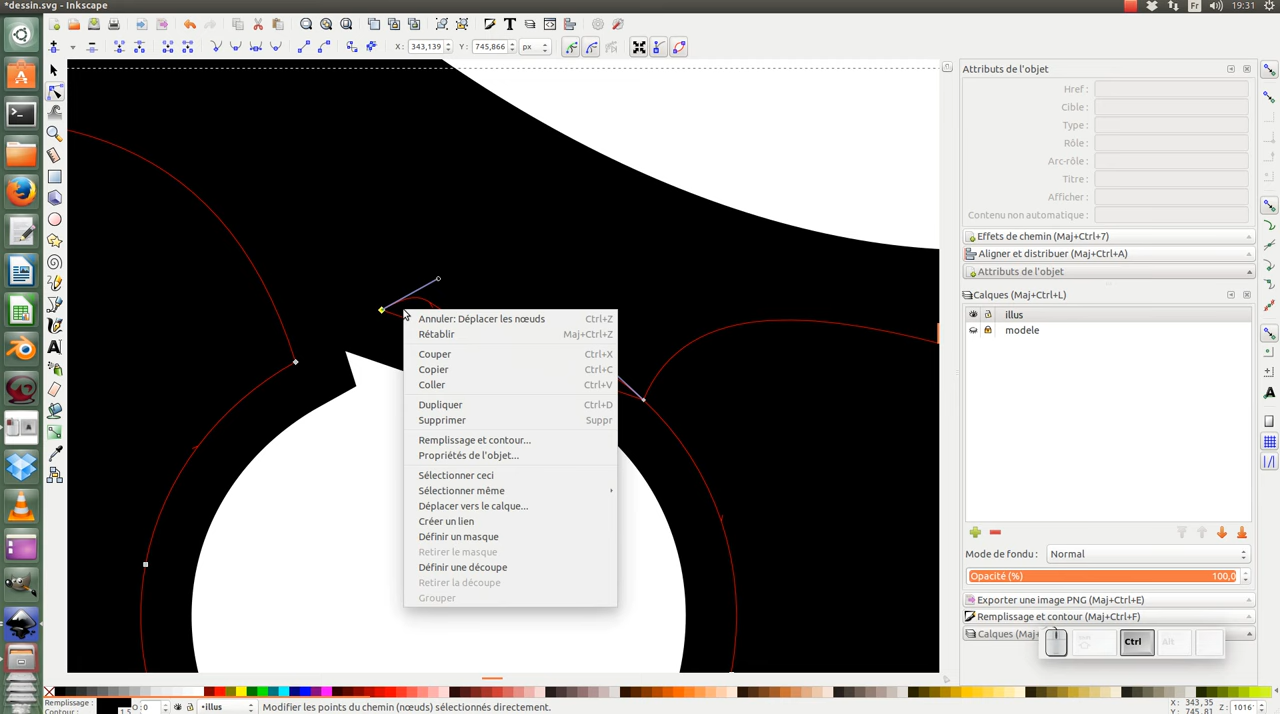 *dessin.svg - Inkscape
Fr
19:31
X: 343,139
Y: 745,866
px
Attributs de l'objet
Href :
Cible :
Type :
Rôle :
Arc-rôle :
Titre :
Afficher :
Contenu non automatique :
Effets de chemin (Maj+Ctrl+7)
Aligner et distribuer (Maj+Ctrl+A)
Attributs de l'objet
Calques (Maj+Ctrl+L)
illus
modele
Annuler: Déplacer les nœuds Ctrl+Z
Rétablir Maj+Ctrl+Z
Couper Ctrl+X
Copier Ctrl+C
Coller Ctrl+V
Dupliquer Ctrl+D
Supprimer Suppr
Remplissage et contour...
Propriétés de l'objet...
Sélectionner ceci
Sélectionner même
Déplacer vers le calque...
Créer un lien
Définir un masque
Retirer le masque
Définir une découpe
Retirer la découpe
Grouper
Mode de fondu : Normal
Opacité (%) 100,0
Exporter une image PNG (Maj+Ctrl+E)
Remplissage et contour (Maj+Ctrl+F)
Calques (Maj+
Ctrl
Alt
Remplissage :
Contour :
1,5
O: 0
•illus
Modifier les points du chemin (nœuds) sélectionnés directement.
X: 343,35
Y: 745,81
Z: 1016